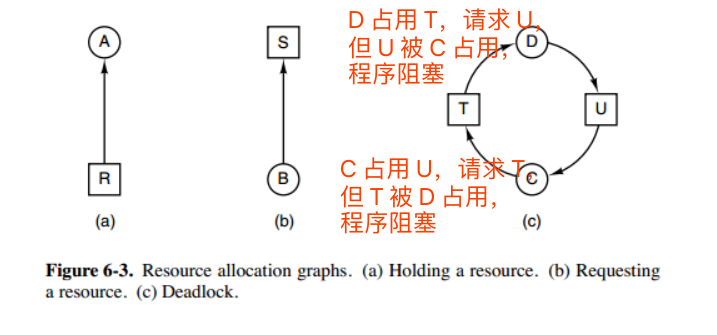 D 占用 T，请求 U,
但 U 被 C 占用，
程序阻塞
A
S
D
T
U
C 占用 U，请求 T,
但 T 被 D 占用，
程序阻塞
R
B
C
(a)
(b)
(c)
Figure 6-3. Resource allocation graphs. (a) Holding a resource. (b) Requesting
a resource. (c) Deadlock.